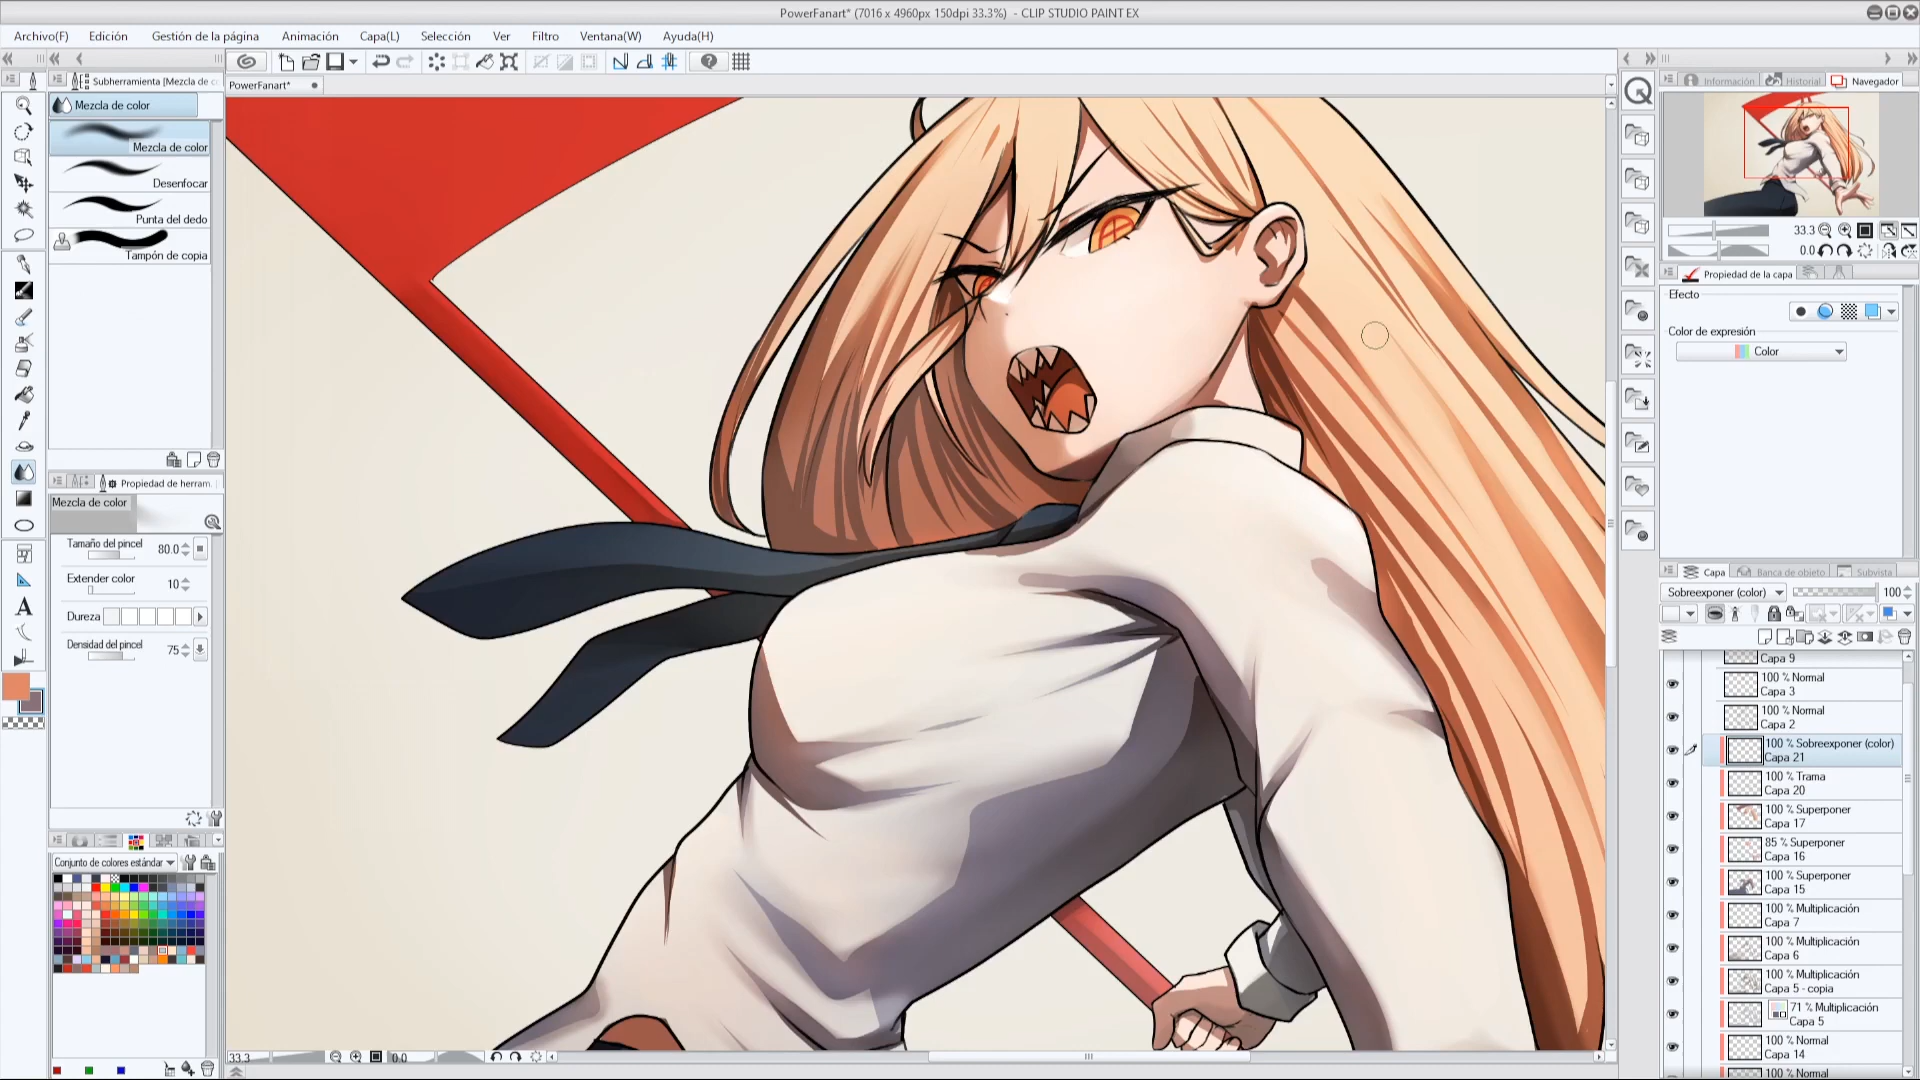 PowerFanart* (7016 x 4960px 150dpi 33.3%) - CLIP STUDIO PAINT EX
Archivo(F) Edición Gestión de la página Animación Capa(L) Selección Ver Filtro Ventana(W) Ayuda(H)
PowerFanart*
Subherramienta [Mezcla de co
Mezcla de color
Mezcla de color
Desenfocar
Punta del dedo
Tampón de copia
Propiedad de herram
Mezcla de color
Tamaño del pincel 80.0
Extender color 10
Dureza
Densidad del pincel 75
Conjunto de colores estándar
33.3 0.0
Información Historial Navegador
33.3
0.0
Propiedad de la capa
Efecto
Color de expresión
Color
Capa Banca de objeto Subvista
Sobreexponer (color) 100
Capa 9
100 % Normal
Capa 3
100 % Normal
Capa 2
100 % Sobreexponer (color)
Capa 21
100 % Trama
Capa 20
100 % Superponer
Capa 17
85 % Superponer
Capa 16
100 % Superponer
Capa 15
100 % Multiplicación
Capa 7
100 % Multiplicación
Capa 6
100 % Multiplicación
Capa 5 - copia
71 % Multiplicación
Capa 5
100 % Normal
Capa 14
100 % Normal